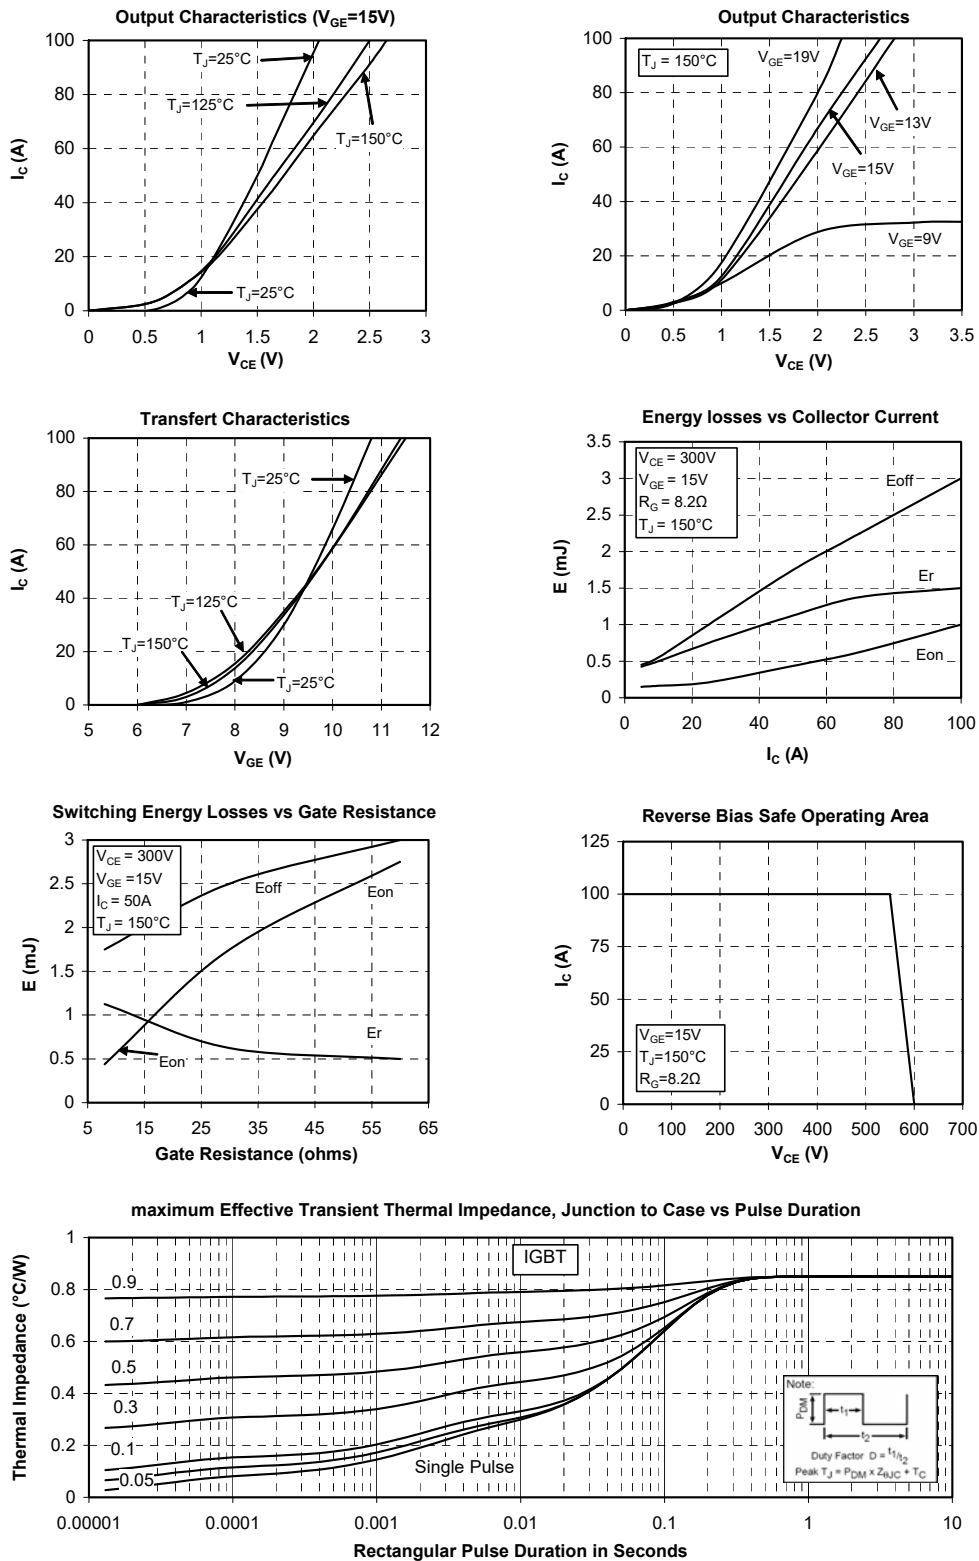 Output Characteristics (VGE=15V)
100
80
60
40
20
0
IC (A)
TJ=25°C
TJ=125°C
TJ=150°C
TJ=25°C
0 0.5 1 1.5 2 2.5 3
VCE (V)
Output Characteristics
100
80
60
40
20
0
IC (A)
TJ = 150°C
VGE=19V
VGE=13V
VGE=15V
VGE=9V
0 0.5 1 1.5 2 2.5 3 3.5
VCE (V)
Transfert Characteristics
100
80
60
40
20
0
IC (A)
TJ=25°C
TJ=125°C
TJ=150°C
TJ=25°C
5 6 7 8 9 10 11 12
VGE (V)
Energy losses vs Collector Current
3.5
3
2.5
2
1.5
1
0.5
0
E (mJ)
VCE = 300V
VGE = 15V
RG = 8.2Ω
TJ = 150°C
Eoff
Er
Eon
0 20 40 60 80 100
IC (A)
Switching Energy Losses vs Gate Resistance
3
2.5
2
1.5
1
0.5
0
E (mJ)
VCE = 300V
VGE =15V
IC = 50A
TJ = 150°C
Eoff
Eon
Er
Eon
5 15 25 35 45 55 65
Gate Resistance (ohms)
Reverse Bias Safe Operating Area
125
100
75
50
25
0
IC (A)
VGE=15V
TJ=150°C
RG=8.2Ω
0 100 200 300 400 500 600 700
VCE (V)
maximum Effective Transient Thermal Impedance, Junction to Case vs Pulse Duration
1
0.8
0.6
0.4
0.2
0
Thermal Impedance (°C/W)
IGBT
0.9
0.7
0.5
0.3
0.1
0.05
Single Pulse
Note:
PDM
t1
t2
Duty Factor D = t1/t2
Peak TJ = PDM x ZθJC + TC
0.00001 0.0001 0.001 0.01 0.1 1 10
Rectangular Pulse Duration in Seconds